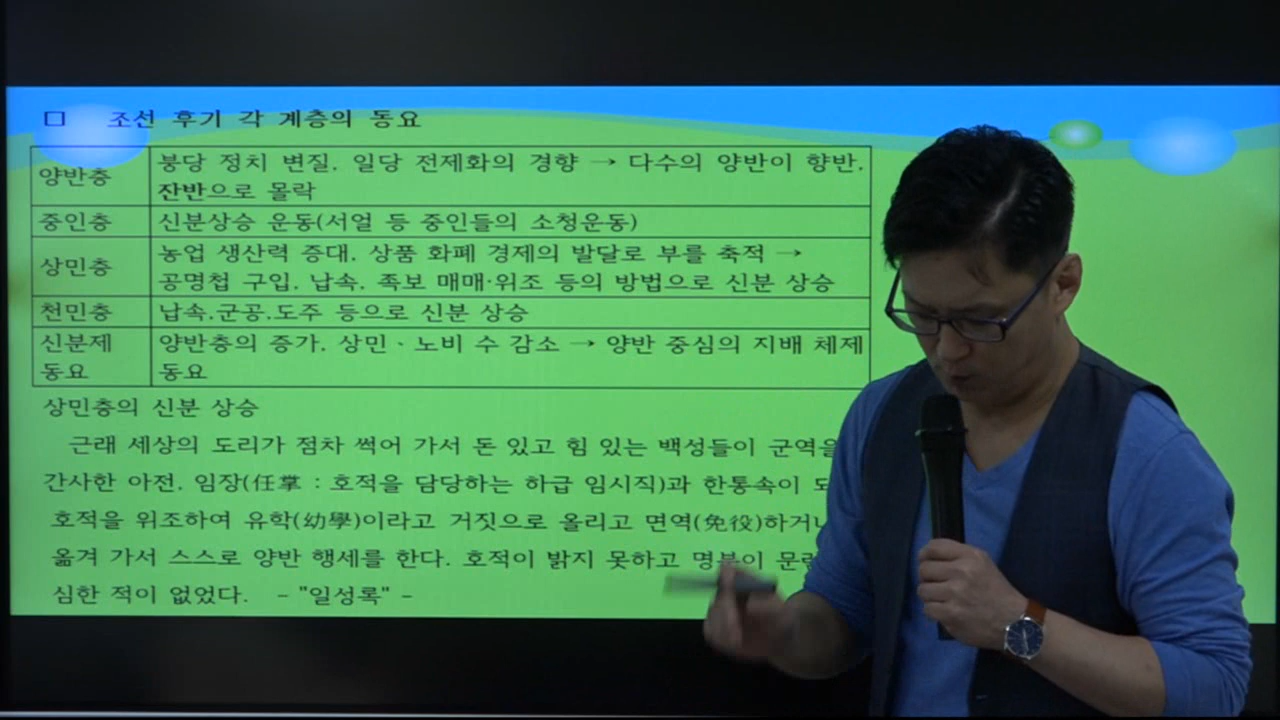 □ 조선 후기 각 계층의 동요
양반층
붕당 정치 변질, 일당 전제화의 경향 → 다수의 양반이 향반,
잔반으로 몰락
중인층
신분상승 운동(서얼 등 중인들의 소청운동)
상민층
농업 생산력 증대, 상품 화폐 경제의 발달로 부를 축적 →
공명첩 구입, 납속, 족보 매매·위조 등의 방법으로 신분 상승
천민층
납속,군공,도주 등으로 신분 상승
신분제
동요
양반층의 증가, 상민ㆍ노비 수 감소 → 양반 중심의 지배 체제
동요
상민층의 신분 상승
근래 세상의 도리가 점차 썩어 가서 돈 있고 힘 있는 백성들이 군역을
간사한 아전, 임장(任掌 : 호적을 담당하는 하급 임시직)과 한통속이
호적을 위조하여 유학(幼學)이라고 거짓으로 올리고 면역(免役)하거나
옮겨 가서 스스로 양반 행세를 한다. 호적이 밝지 못하고 명분이
심한 적이 없었다. - "일성록" -